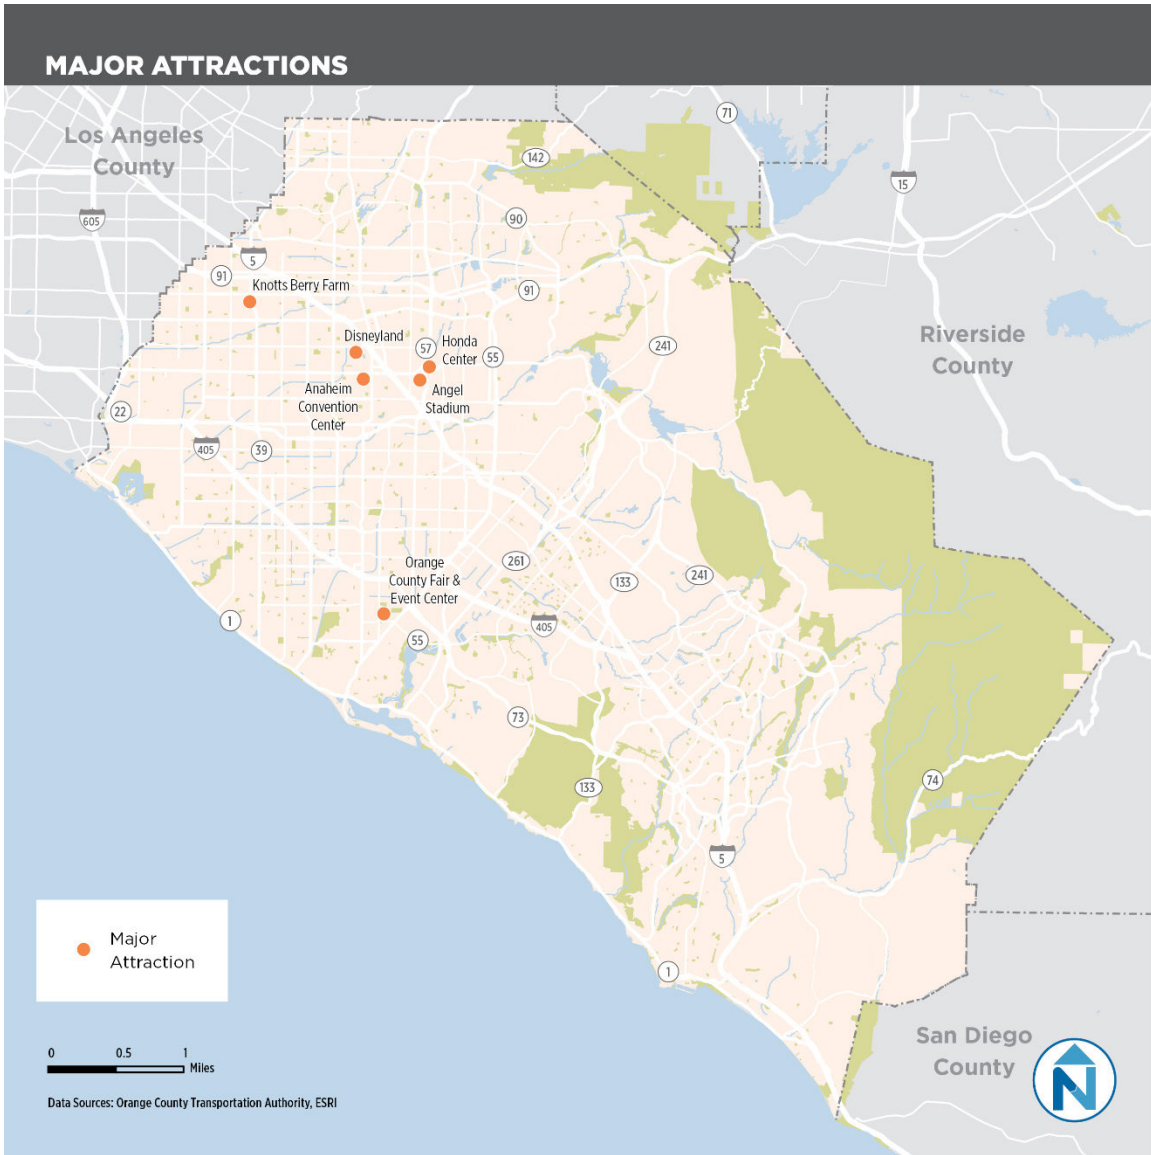 MAJOR ATTRACTIONS
Los Angeles
County
71
142
15
605
90
5
91
Knotts Berry Farm
91
Disneyland
57
Honda
Center
55
241
Riverside
County
Anaheim
Convention
Center
Angel
Stadium
22
405
39
Orange
County Fair &
Event Center
261
133
241
1
55
405
73
133
74
5
Major
Attraction
1
San Diego
County
N
0
0.5
1
Miles
Data Sources: Orange County Transportation Authority, ESRI